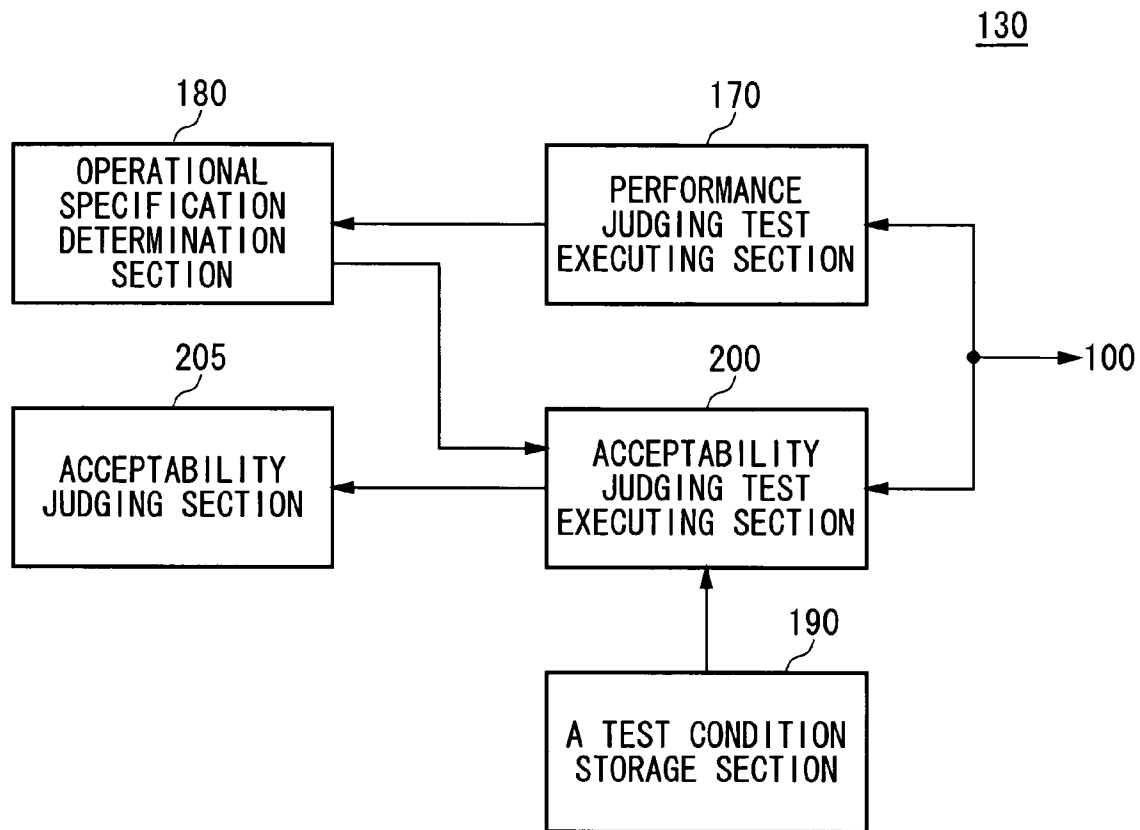 130
180
OPERATIONAL
SPECIFICATION
DETERMINATION
SECTION
170
PERFORMANCE
JUDGING TEST
EXECUTING SECTION
100
205
ACCEPTABILITY
JUDGING SECTION
200
ACCEPTABILITY
JUDGING TEST
EXECUTING SECTION
190
A TEST CONDITION
STORAGE SECTION